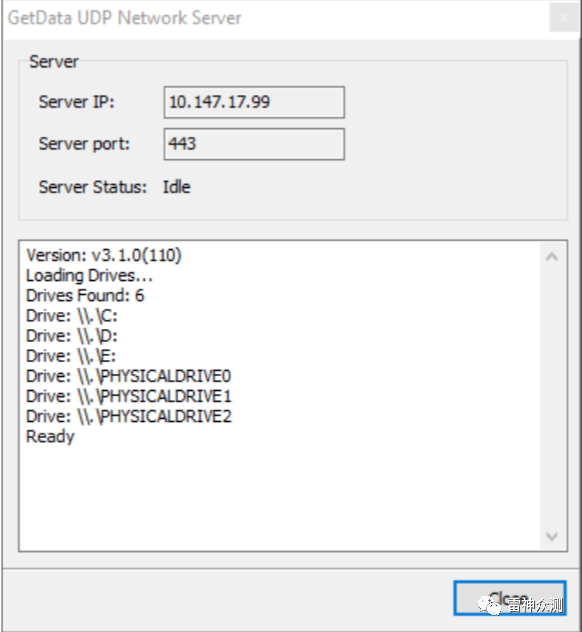 GetData UDP Network Server
Server
Server IP: 10.147.17.99
Server port: 443
Server Status: Idle
Version: v3.1.0(110)
Loading Drives...
Drives Found: 6
Drive: \\.\C:
Drive: \\.\D:
Drive: \\.\E:
Drive: \\.\PHYSICALDRIVE0
Drive: \\.\PHYSICALDRIVE1
Drive: \\.\PHYSICALDRIVE2
Ready
Close
雷神众测